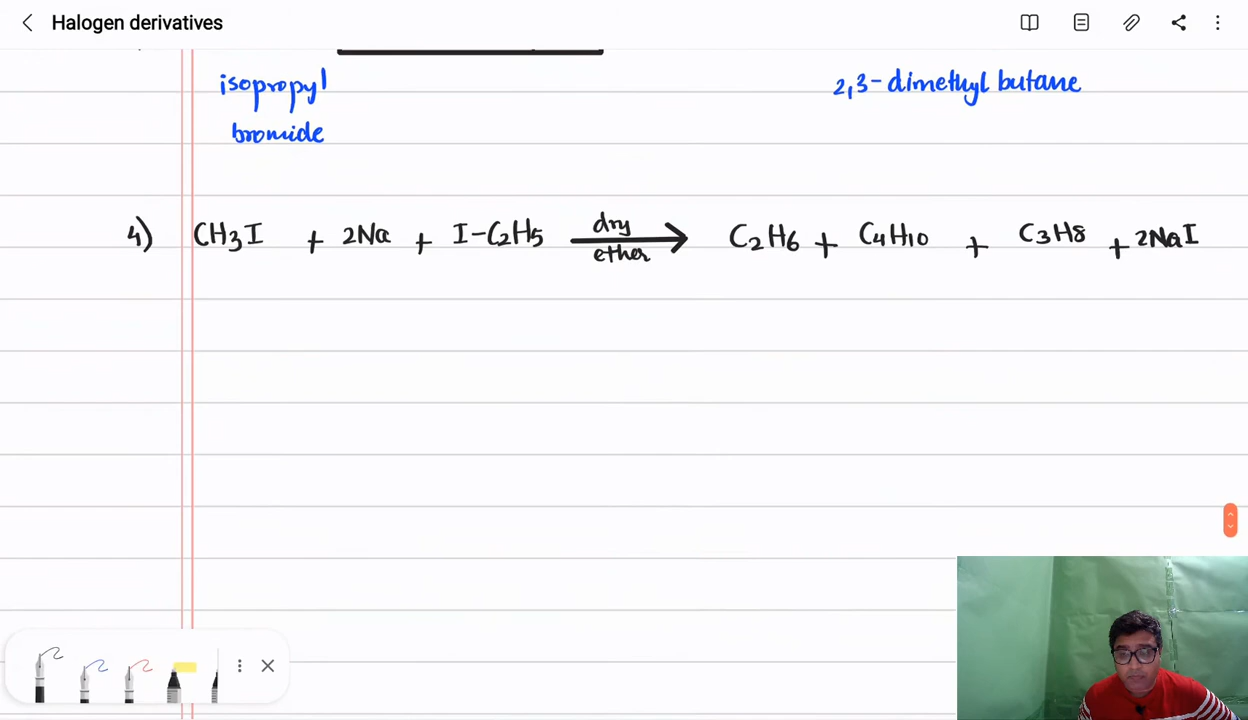 Halogen derivatives
isopropyl
bromide
2,3-dimethyl butane
4) CH3I + 2Na + I-C2H5 dry ether → C2H6 + C4H10 + C3H8 + 2NaI